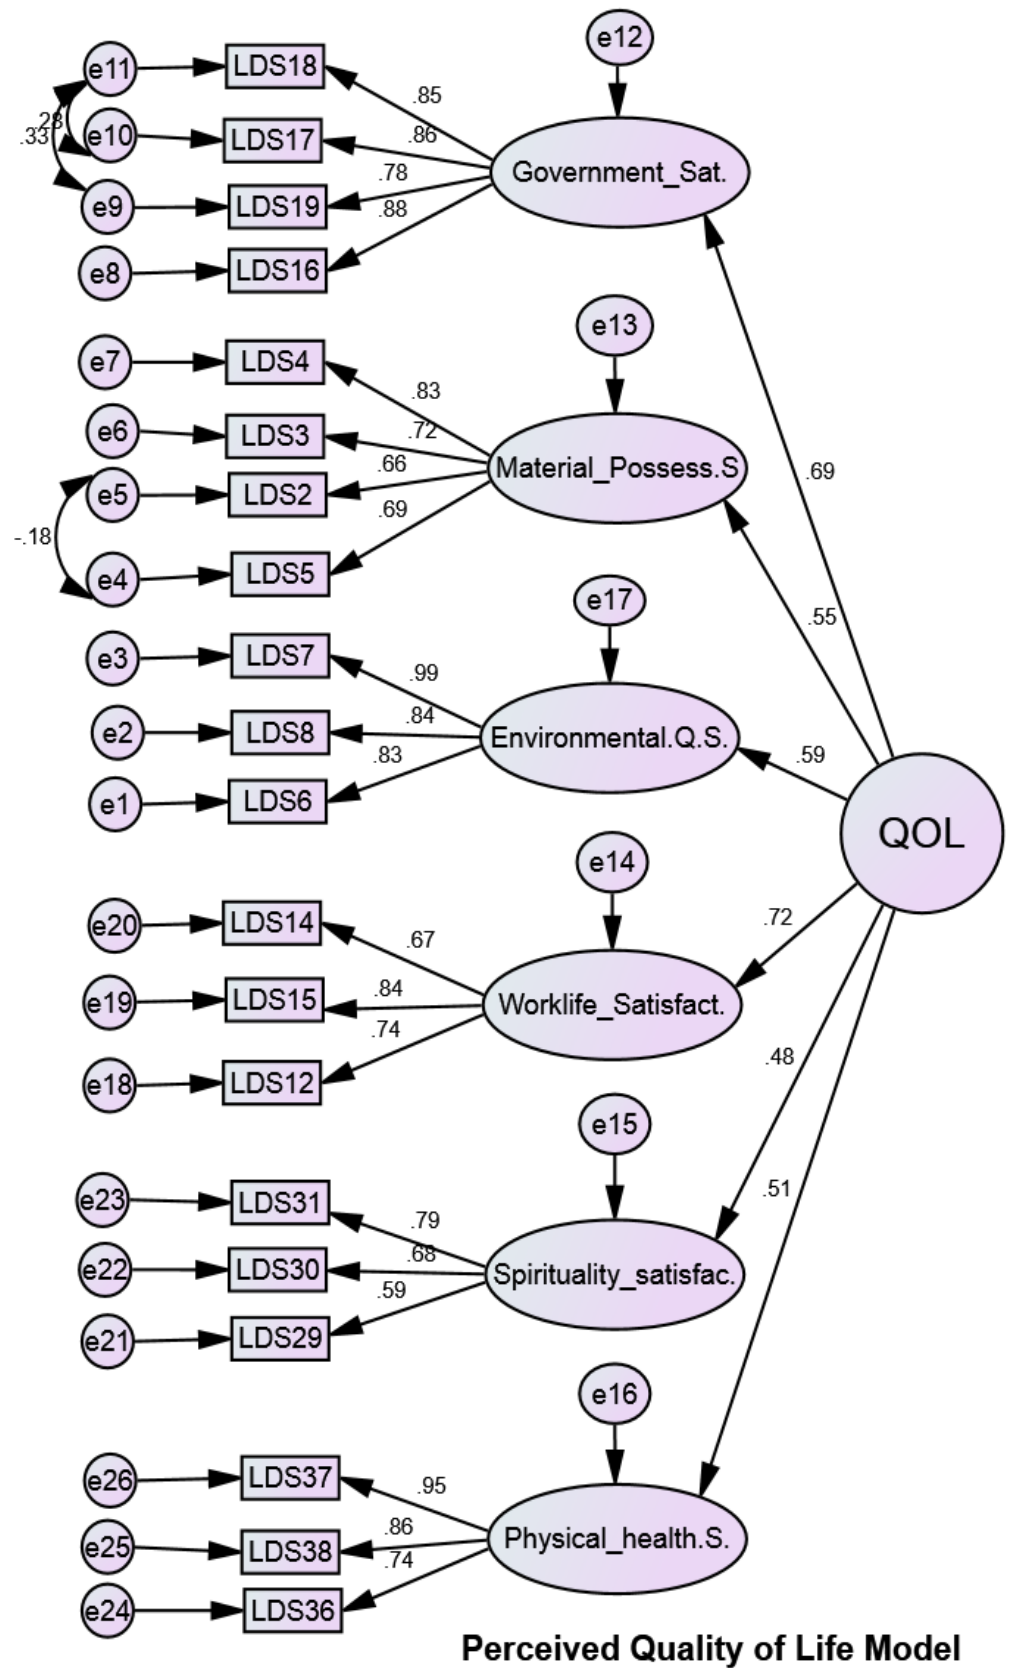 e12
e11
LDS18
.85
.28
.33
e10
LDS17
.86
Government_Sat.
.78
e9
LDS19
.88
e8
LDS16
e13
e7
LDS4
.83
e6
LDS3
.72
.66
Material_Possess.S
.69
e5
LDS2
.69
-.18
e4
LDS5
e17
.55
e3
LDS7
.99
.84
e2
LDS8
Environmental.Q.S.
.59
.83
e1
LDS6
QOL
e14
e20
LDS14
.67
.72
.84
e19
LDS15
Worklife_Satisfact.
.74
.48
e18
LDS12
e15
e23
LDS31
.79
.51
.68
e22
LDS30
Spirituality_satisfac.
.59
e21
LDS29
e16
e26
LDS37
.95
.86
e25
LDS38
Physical_health.S.
.74
e24
LDS36
Perceived Quality of Life Model